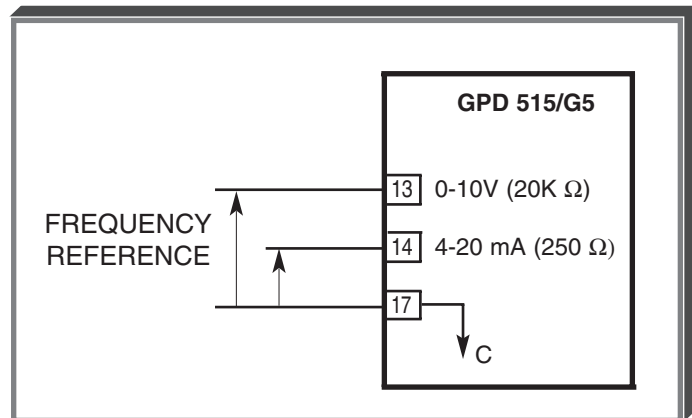 GPD 515/G5
13 0-10V (20K Ω)
FREQUENCY
REFERENCE
14 4-20 mA (250 Ω)
17
C